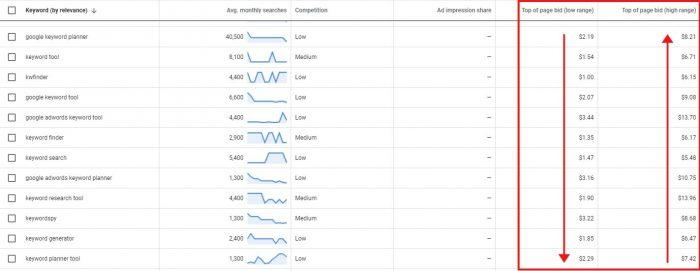 Keyword (by relevance) Avg. monthly searches Competition Ad impression share Top of page bid (low range) Top of page bid (high range)
google keyword planner 40,500 Low – $2.19 $8.21
keyword tool 8,100 Medium – $1.54 $6.71
kwfinder 4,400 Low – $1.00 $6.15
google keyword tool 6,600 Low – $2.07 $9.08
google adwords keyword tool 4,400 Low – $3.44 $13.70
keyword finder 2,900 Medium – $1.35 $6.17
keyword search 5,400 Low – $1.47 $5.48
google adwords keyword planner 1,300 Low – $3.16 $10.75
keyword research tool 4,400 Medium – $1.90 $13.96
keywordspy 1,300 Medium – $3.22 $8.68
keyword generator 2,400 Low – $1.85 $6.47
keyword planner tool 1,300 Low – $2.29 $7.42